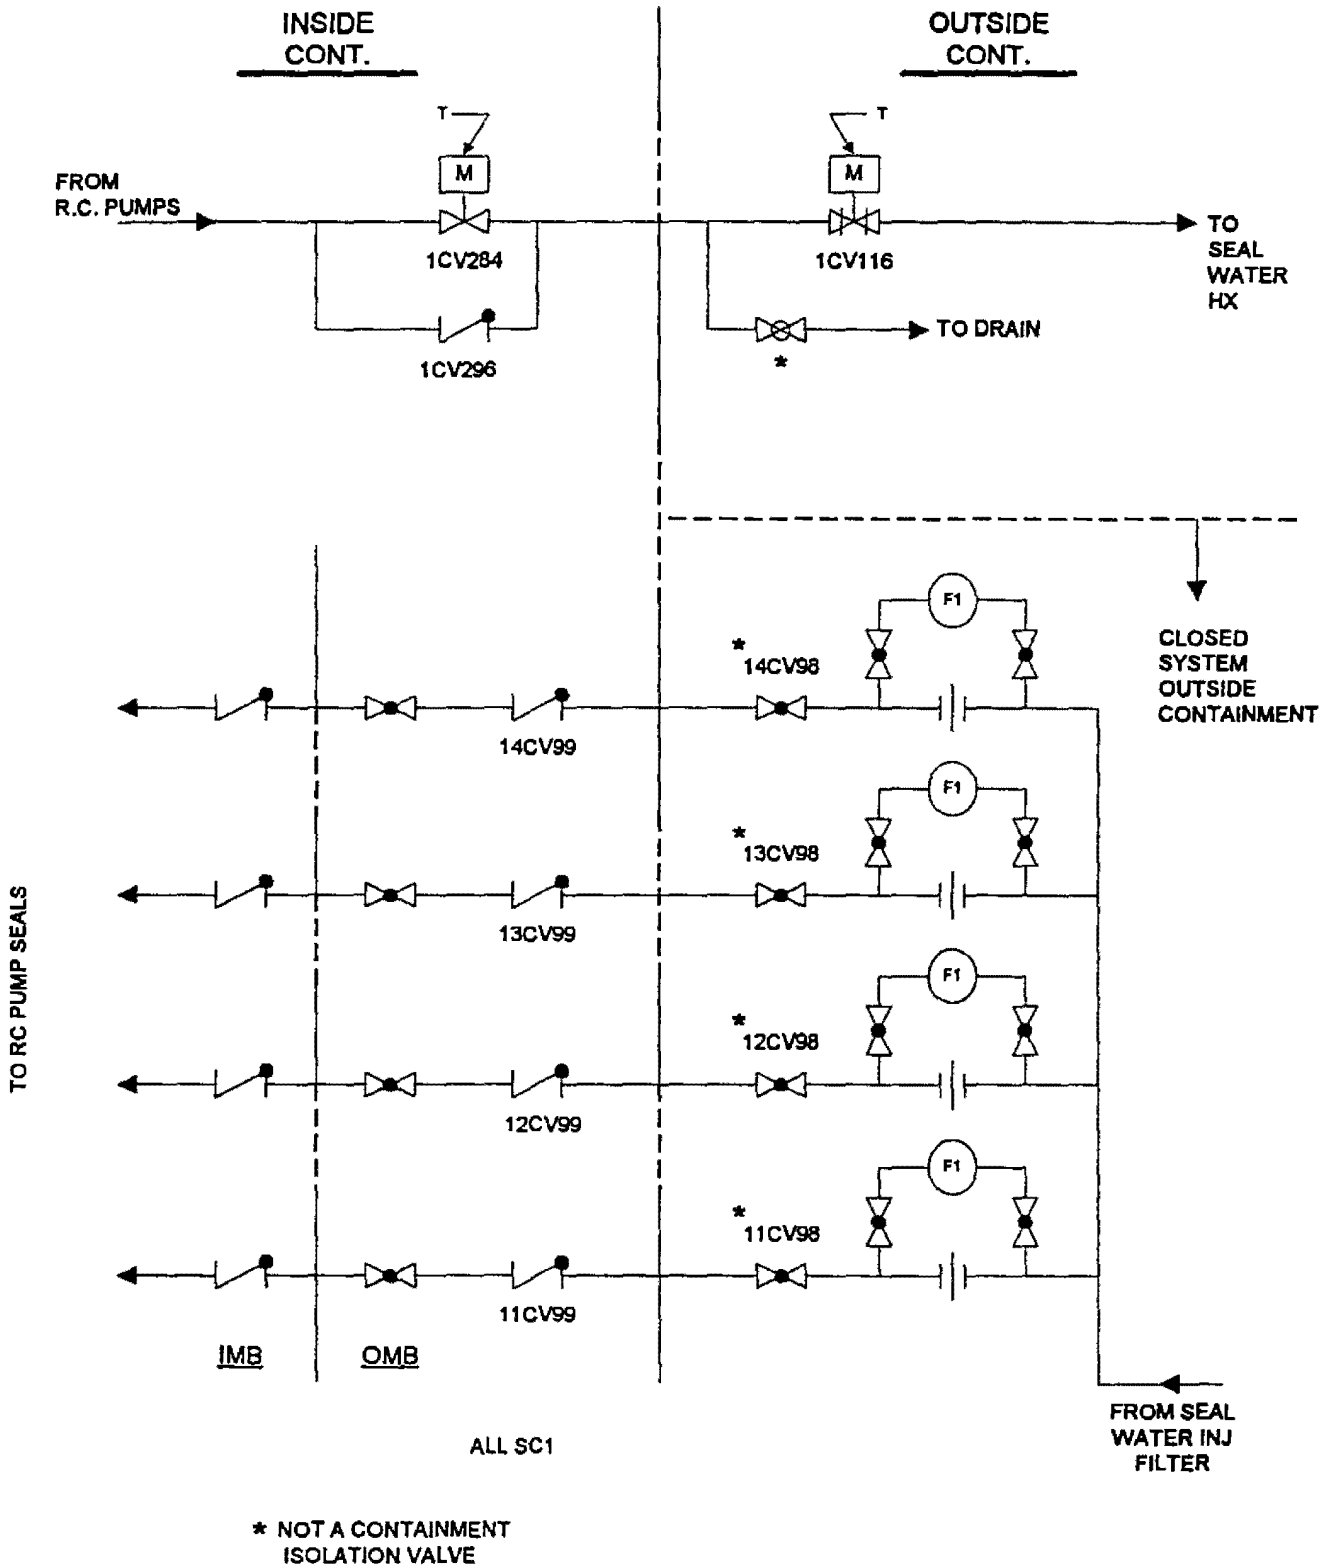 INSIDE
CONT.
OUTSIDE
CONT.
T
T
M
M
FROM
R.C. PUMPS
1CV284
1CV116
TO
SEAL
WATER
HX
1CV296
TO DRAIN
*
CLOSED
SYSTEM
OUTSIDE
CONTAINMENT
F1
* 14CV98
14CV99
F1
* 13CV98
13CV99
TO RC PUMP SEALS
F1
* 12CV98
12CV99
F1
* 11CV98
11CV99
IMB
OMB
FROM SEAL
WATER INJ
FILTER
ALL SC1
* NOT A CONTAINMENT
ISOLATION VALVE